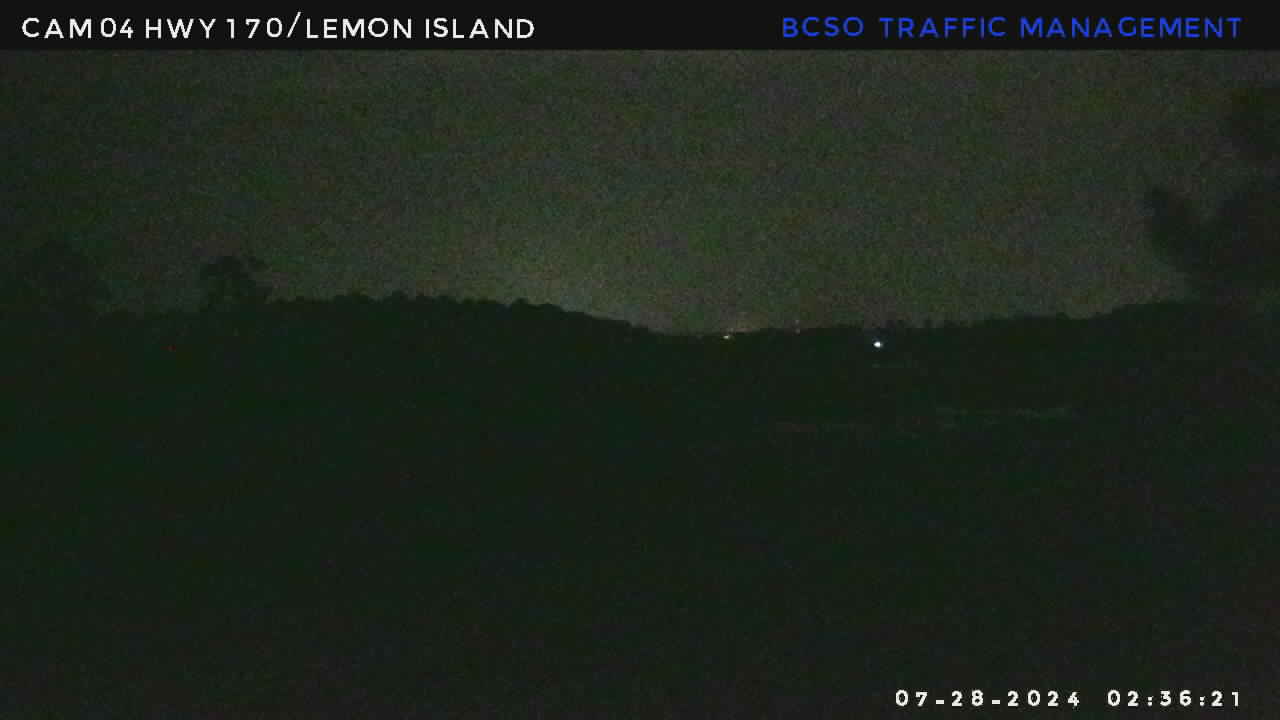 CAM04 HWY 170/LEMON ISLAND
BCSO TRAFFIC MANAGEMENT
07-28-2024 02:36:21